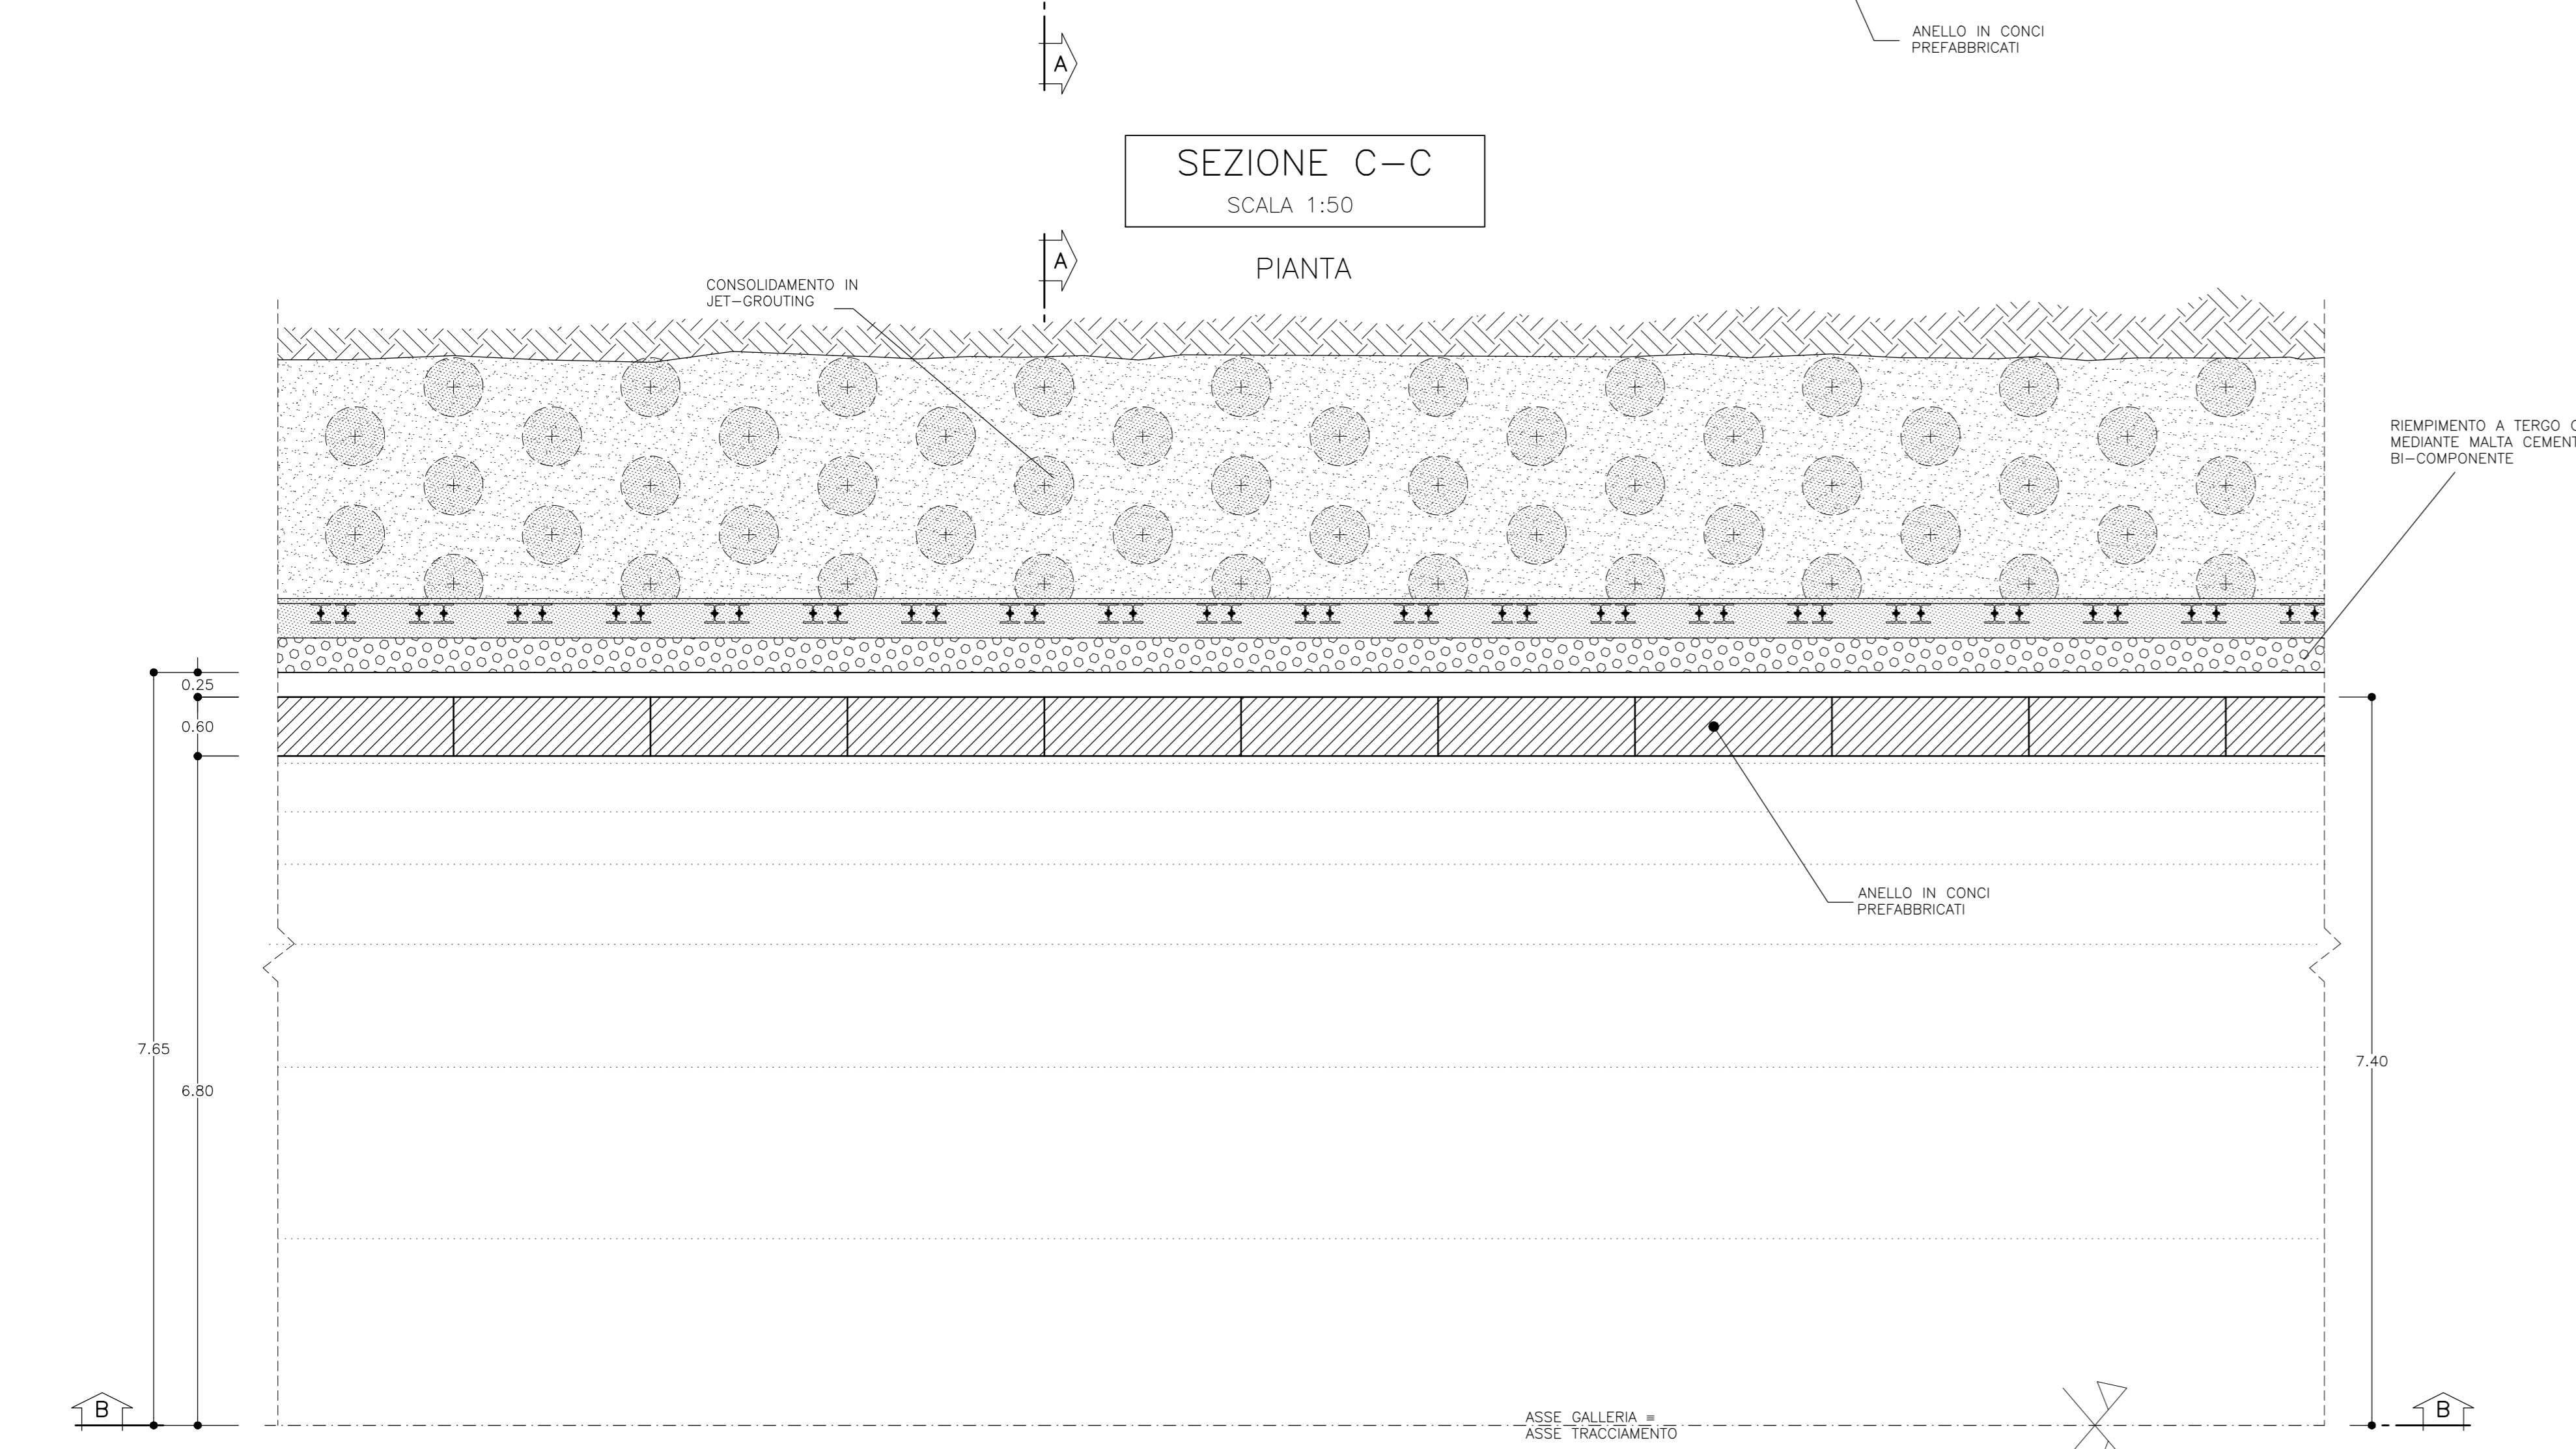 ANELLO IN CONCI
PREFABBRICATI
A
SEZIONE C-C
SCALA 1:50
A
PIANTA
CONSOLIDAMENTO IN
JET-GROUTING
RIEMPIMENTO A TERGO
MEDIANTE MALTA
BI-COMPONENTE
0.25
0.60
ANELLO IN CONCI
PREFABBRICATI
7.65
6.80
7.40
B
ASSE GALLERIA ≡
ASSE TRACCIAMENTO
B